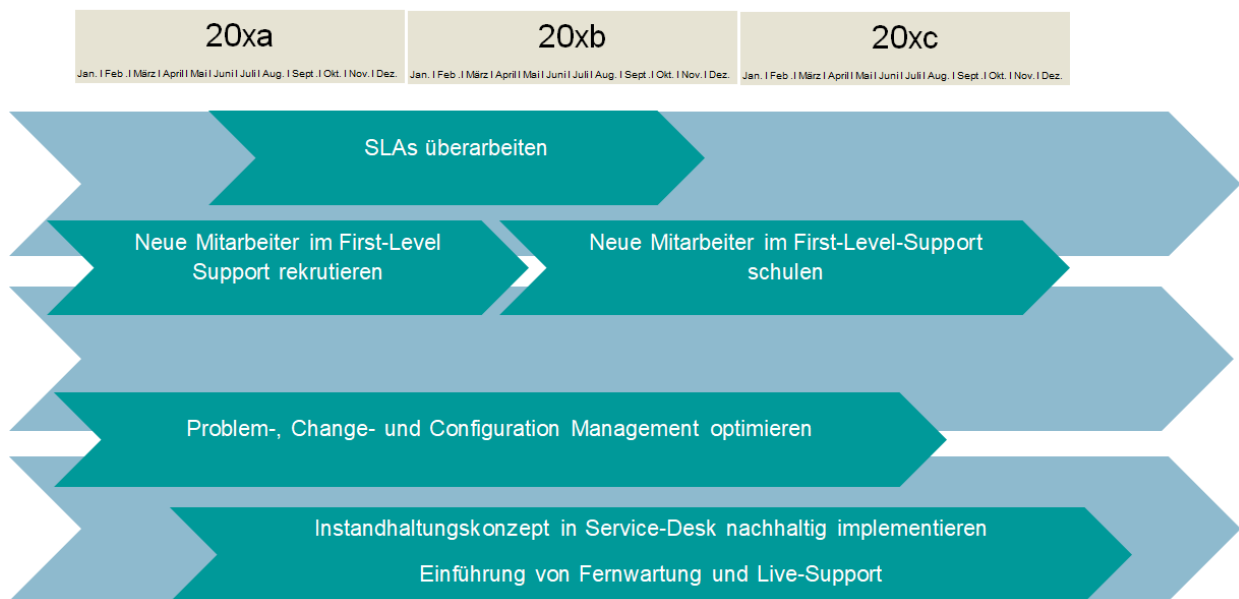 20xa
20xb
20xc
Jan. I Feb .I März I April I Mai I Juni I Juli I Aug. I Sept .I Okt. I Nov. I Dez.
Jan. I Feb .I März I April I Mai I Juni I Juli I Aug. I Sept .I Okt. I Nov. I Dez.
Jan. I Feb .I März I April I Mai I Juni I Juli I Aug. I Sept .I Okt. I Nov. I Dez.
SLAs überarbeiten
Neue Mitarbeiter im First-Level
Support rekrutieren
Neue Mitarbeiter im First-Level-Support
schulen
Problem-, Change- und Configuration Management optimieren
Instandhaltungskonzept in Service-Desk nachhaltig implementieren
Einführung von Fernwartung und Live-Support